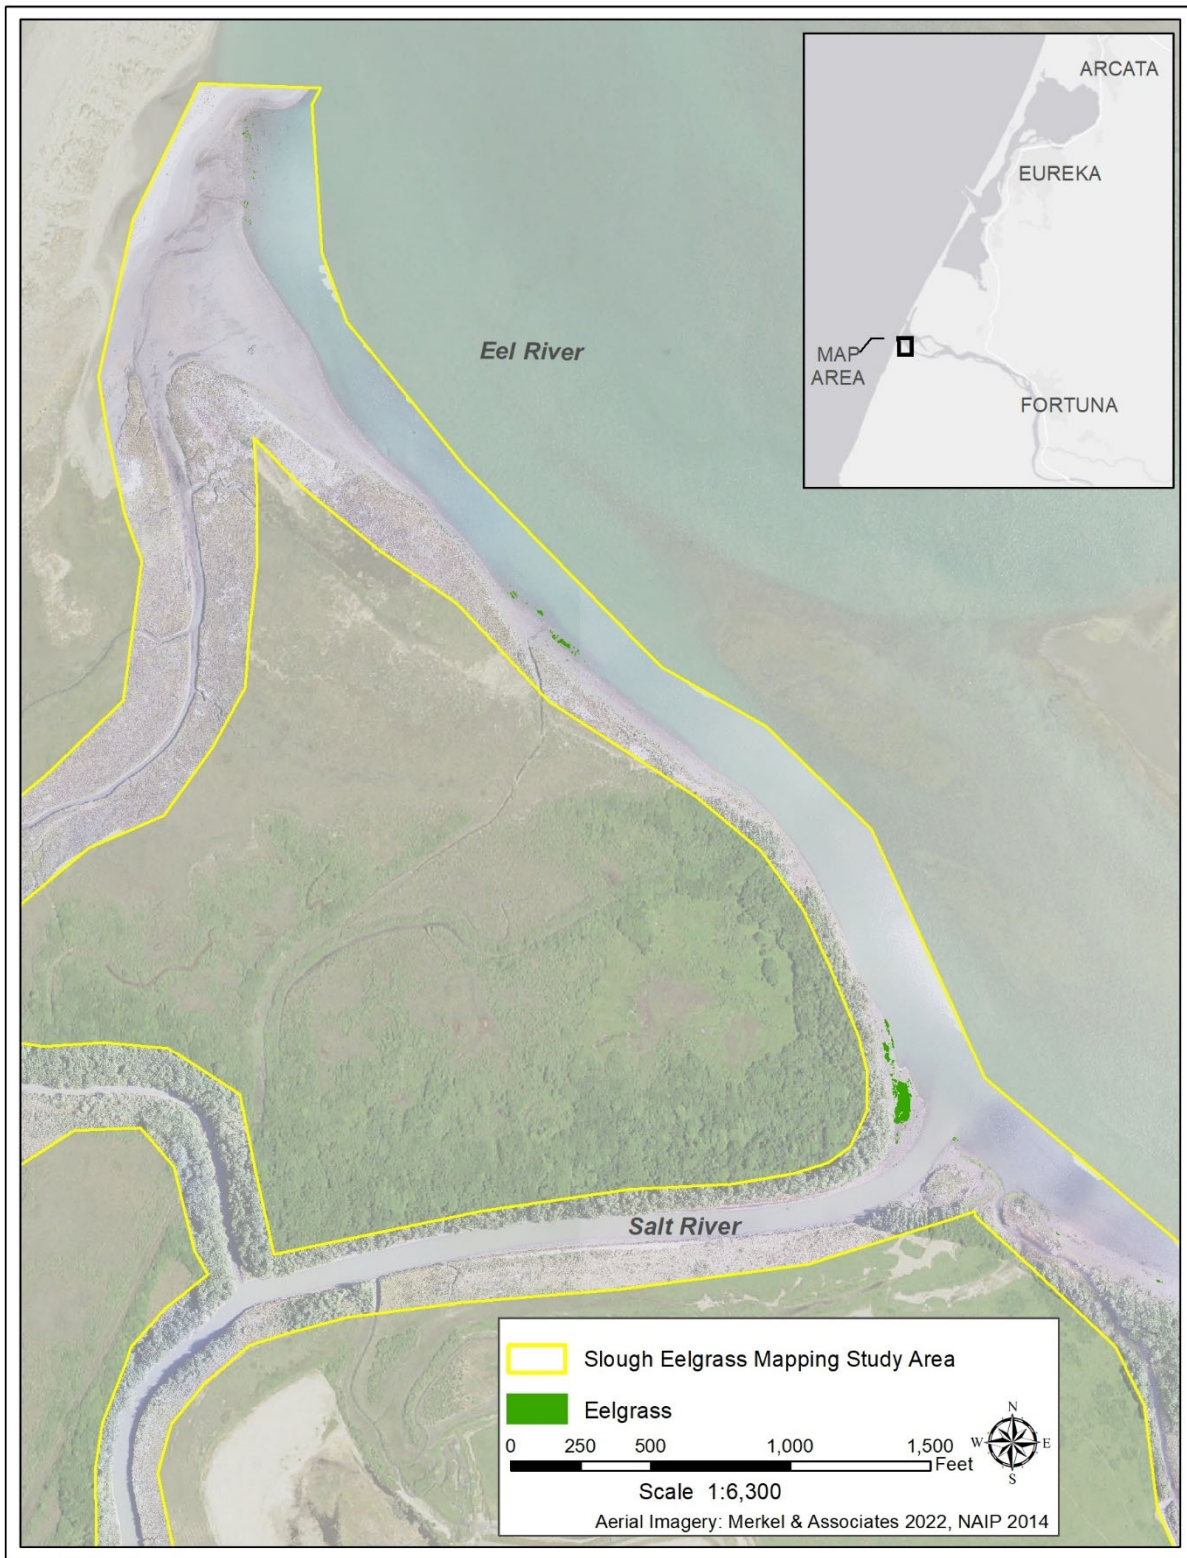 ARCATA
EUREKA
MAP
AREA
FORTUNA
Eel River
Salt River
Slough Eelgrass Mapping Study Area
Eelgrass
0 250 500 1,000 1,500
Feet
N
W E
S
Scale 1:6,300
Aerial Imagery: Merkel & Associates 2022, NAIP 2014